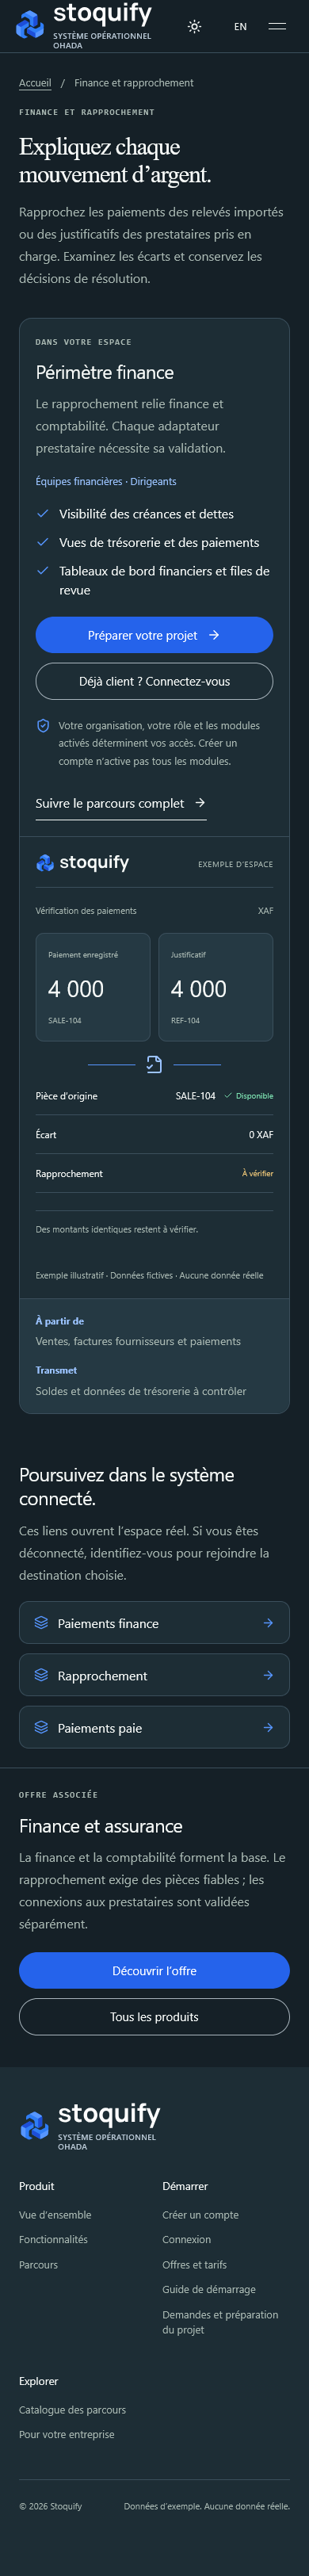 stoquify
SYSTÈME OPÉRATIONNEL
OHADA
EN
Accueil / Finance et rapprochement
FINANCE ET RAPPROCHEMENT
Expliquez chaque
mouvement d’argent.
Rapprochez les paiements des relevés importés
ou des justificatifs des prestataires pris en
charge. Examinez les écarts et conservez les
décisions de résolution.
DANS VOTRE ESPACE
Périmètre finance
Le rapprochement relie finance et
comptabilité. Chaque adaptateur
prestataire nécessite sa validation.
Équipes financières · Dirigeants
Visibilité des créances et dettes
Vues de trésorerie et des paiements
Tableaux de bord financiers et files de
revue
Préparer votre projet
Déjà client ? Connectez-vous
Votre organisation, votre rôle et les modules
activés déterminent vos accès. Créer un
compte n’active pas tous les modules.
Suivre le parcours complet
stoquify
EXEMPLE D’ESPACE
Vérification des paiements
XAF
Paiement enregistré
4 000
SALE-104
Justificatif
4 000
REF-104
Pièce d’origine
SALE-104
Disponible
Écart
0 XAF
Rapprochement
À vérifier
Des montants identiques restent à vérifier.
Exemple illustratif · Données fictives · Aucune donnée réelle
À partir de
Ventes, factures fournisseurs et paiements
Transmet
Soldes et données de trésorerie à contrôler
Poursuivez dans le système
connecté.
Ces liens ouvrent l’espace réel. Si vous êtes
déconnecté, identifiez-vous pour rejoindre la
destination choisie.
Paiements finance
Rapprochement
Paiements paie
OFFRE ASSOCIÉE
Finance et assurance
La finance et la comptabilité forment la base. Le
rapprochement exige des pièces fiables ; les
connexions aux prestataires sont validées
séparément.
Découvrir l’offre
Tous les produits
stoquify
SYSTÈME OPÉRATIONNEL
OHADA
Produit
Vue d’ensemble
Fonctionnalités
Parcours
Démarrer
Créer un compte
Connexion
Offres et tarifs
Guide de démarrage
Demandes et préparation
du projet
Explorer
Catalogue des parcours
Pour votre entreprise
© 2026 Stoquify
Données d’exemple. Aucune donnée réelle.